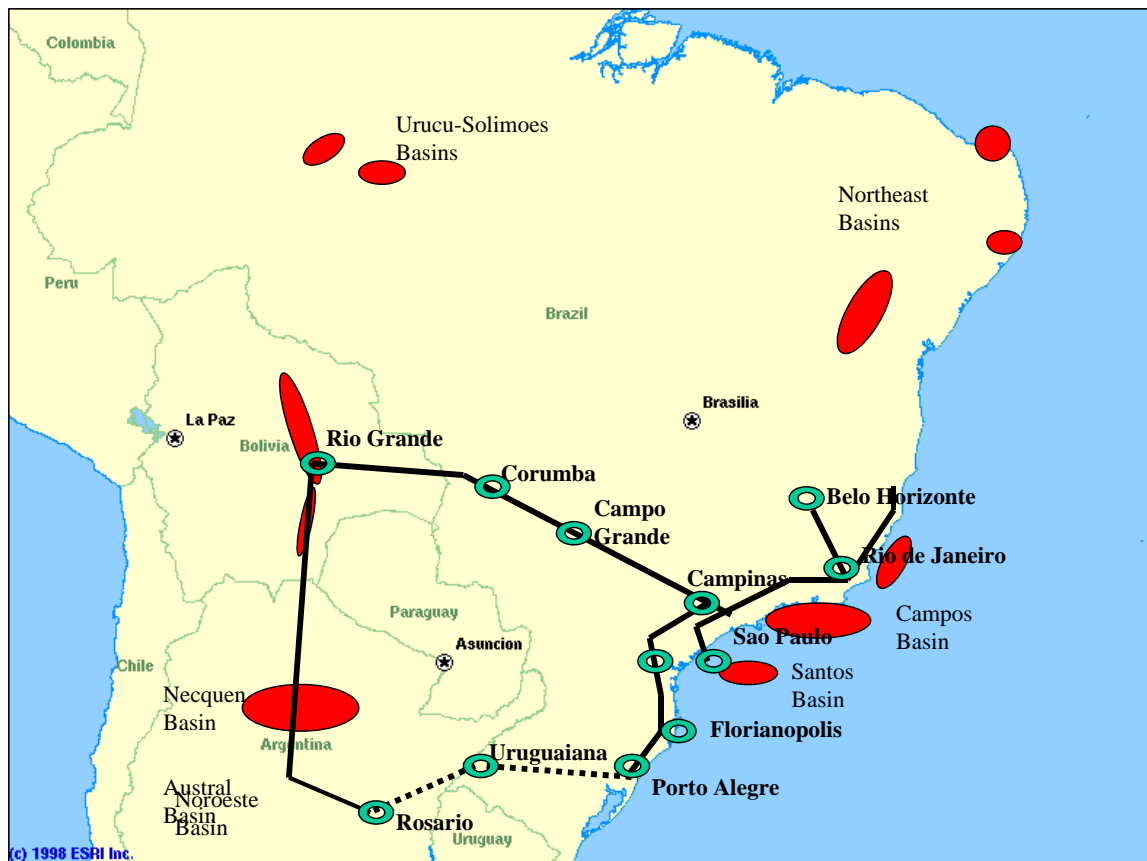 Colombia
Urucu-Solimoes
Basins
Northeast
Basins
Peru
Brazil
Brasilia
La Paz
Bolivia
Rio Grande
Corumba
Belo Horizonte
Campo
Grande
Rio de Janeiro
Campinas
Paraguay
Campos
Basin
Asuncion
Sao Paulo
Chile
Santos
Basin
Necquen
Basin
Florianopolis
Argentina
Uruguaiana
Porto Alegre
Austral
Basin
Noroeste
Basin
Rosario
Uruguay
(c) 1998 ESRI Inc.